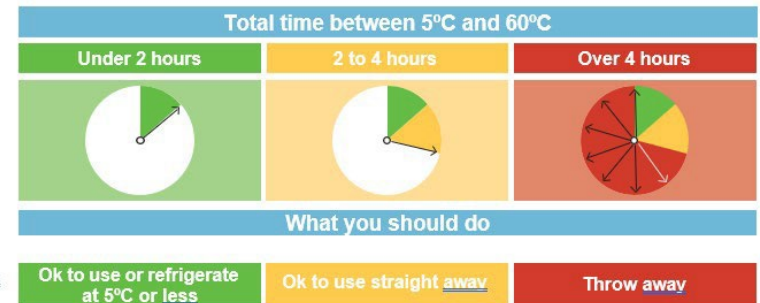 Total time between 5ºC and 60ºC
Under 2 hours
2 to 4 hours
Over 4 hours
What you should do
Ok to use or refrigerate
at 5ºC or less
Ok to use straight away
Throw away